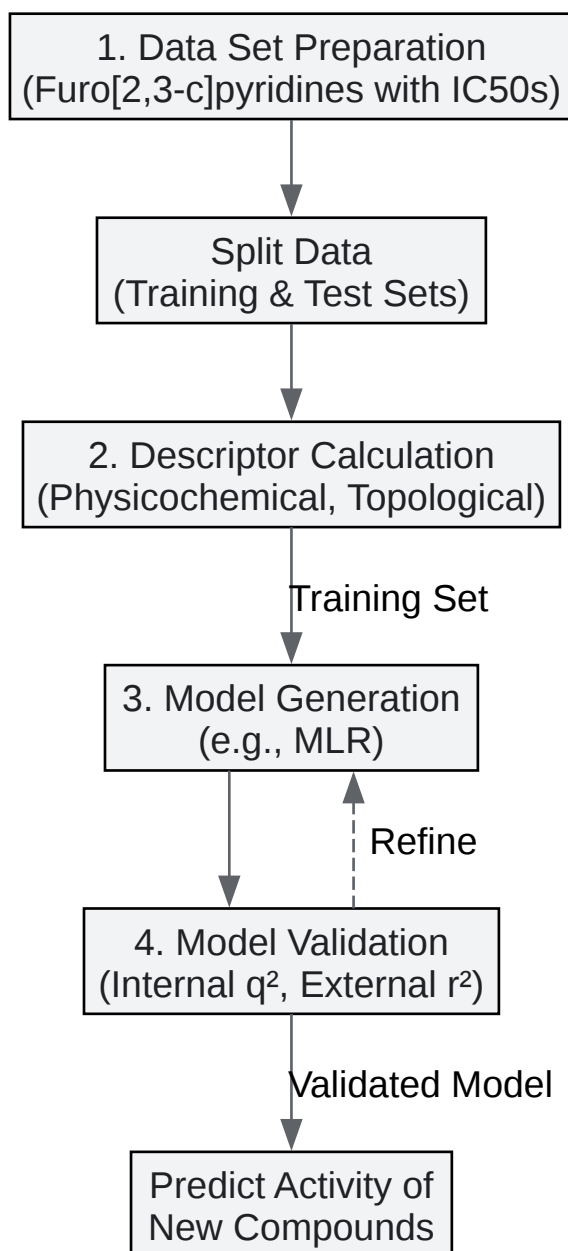 1. Data Set Preparation
(Furo[2,3-c]pyridines with IC50s)
Split Data
(Training & Test Sets)
2. Descriptor Calculation
(Physicochemical, Topological)
Training Set
3. Model Generation
(e.g., MLR)
Refine
4. Model Validation
(Internal q², External r²)
Validated Model
Predict Activity of
New Compounds